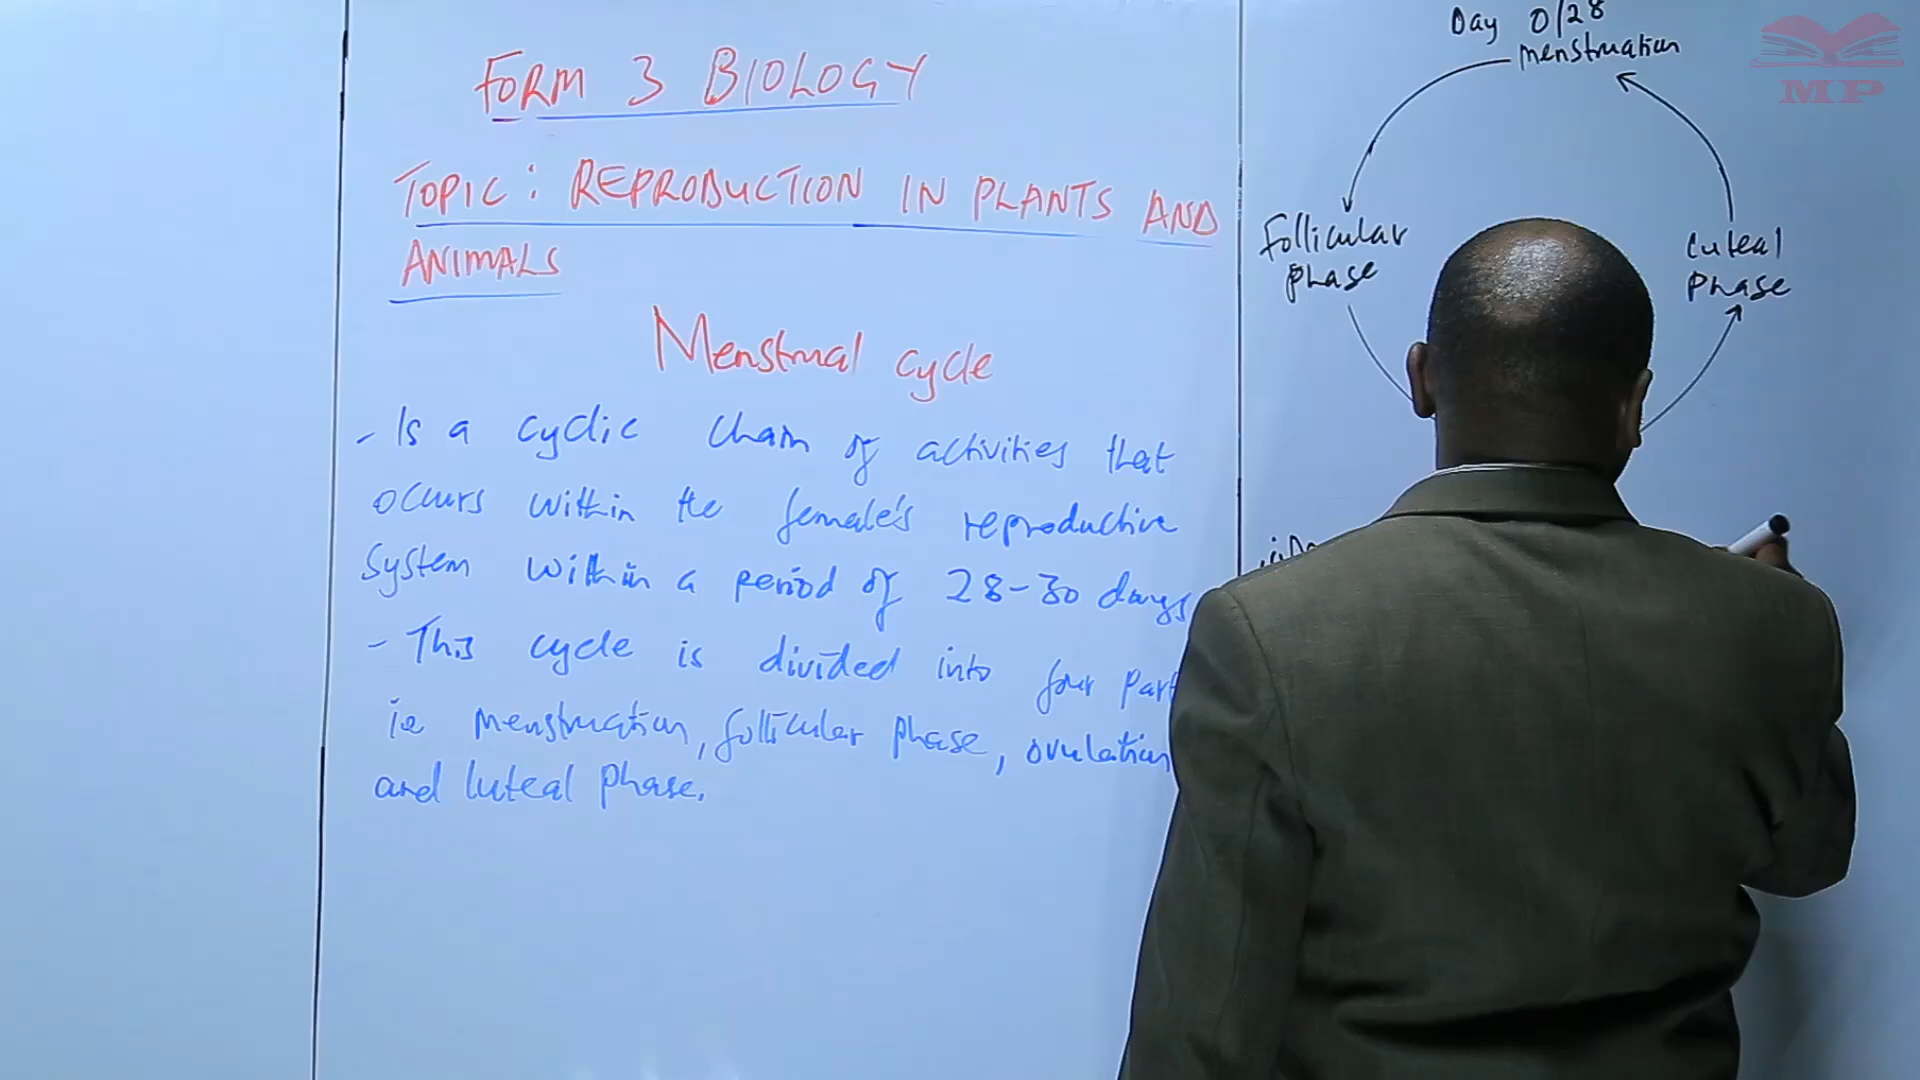 FORM 3 BIOLOGY
TOPIC: REPRODUCTION IN PLANTS AND
ANIMALS
Menstrual cycle
- Is a cyclic chain of activities that
occurs within the female's reproductive
system within a period of 28-30 days
- This cycle is divided into four part
ie menstruation, follicular phase, ovulation
and luteal phase.
Day 0/28
menstruation
follicular
phase
Luteal
phase
MP